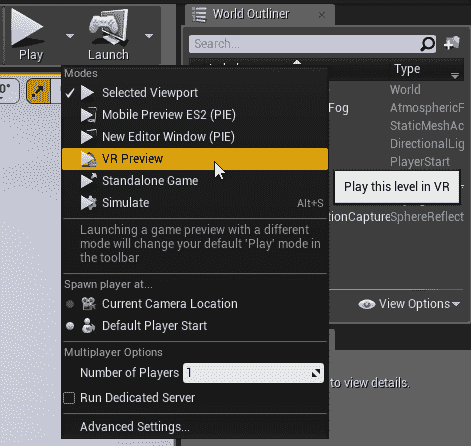 Play
Launch
World Outliner
Search...
Type
Modes
World
Selected Viewport
Fog
AtmosphericF
Mobile Preview ES2 (PIE)
StaticMeshAc
New Editor Window (PIE)
DirectionalLig
VR Preview
PlayerStart
Standalone Game
Play this level in VR
Simulate
Alt+S
tionCapture
SphereReflect
Launching a game preview with a different
mode will change your default 'Play' mode in
the toolbar
Spawn player at...
Current Camera Location
View Options
Default Player Start
Multiplayer Options
Number of Players
1
to view details.
Run Dedicated Server
Advanced Settings...